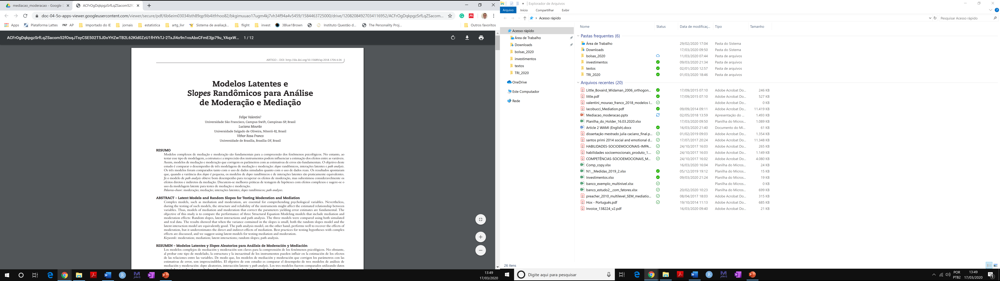 mediacao_moderacao - Google D
ACFrOgDqkpgzSrfLqZSacom52fO
doc-04-5o-apps-viewer.googleusercontent.com/viewer/secure/pdf/6b6eim03034lsth89qp9ib4itfrhoo82/bkgimuuao17ugm4kj7vh34f94a4v5459/1584463725000/drive/12082084927034116952/ACFrOgDqkpgzSrfLqZSacom...
Apps
Plataforma Lattes
PKP AP
Importado do IE
jornais
estatistica
artg_livr
Sistema de avaliaçã...
flight
invest
3Blue1Brown
Instituto Questão d...
The Personality Proj...
Outros favoritos
ACFrOgDqkpgzSrfLqZSacom52fOsqJTsyCSE502T5JDxYHZwTB2L62Kld0ZzU1fHYhTJ-2TxJl4o9n1vxAbxCFmE3jp79u_YAqxW...
1 / 12
ARTIGO – DOI: http://dx.doi.org/10.15689/ap.2018.1704.4.04
Modelos Latentes e
Slopes Randômicos para Análise
de Moderação e Mediação
Felipe Valentini¹
Universidade São Francisco, Campus Swift, Campinas-SP, Brasil
Luciana Mourão
Universidade Salgado de Oliveira, Niterói-RJ, Brasil
Víthor Rosa Franco
Universidade de Brasília, Brasília-DF, Brasil
RESUMO
Modelos complexos de mediação e moderação são fundamentais para a compreensão dos fenômenos psicológicos. No entanto, ao
testar esse tipo de modelagem, a estrutura e a imprecisão dos instrumentos podem influenciar a estimação dos efeitos entre as variáveis.
Assim, modelos de mediação e moderação que corrigem os parâmetros com as estimativas de erros são fundamentais. O objetivo deste
estudo é comparar o desempenho de três modelagens de mediação e moderação: slopes randômicos, interações latentes e path analysis.
Os três modelos foram comparados tanto com o uso de dados simulados quanto com o uso de dados reais. Os resultados apontaram
que, quando a variância dos slopes é pequena, os modelos de slopes randômicos e de interações latentes são praticamente equivalentes.
Já o modelo de path analysis obteve bom desempenho para recuperar os efeitos de moderação, mas subestimou consideravelmente os
efeitos diretos e indiretos da mediação. Discutem-se melhores práticas de testagem de hipóteses com efeitos complexos e sugere-se o
uso da modelagem latente para testes de mediação e moderação.
Palavras-chave: moderação; mediação; interações latentes; slopes randômicos; path analyses.
ABSTRACT – Latent Models and Random Slopes for Testing Moderation and Mediation
Complex models, such as mediation and moderation, are essential for comprehending psychological variables. Nevertheless,
during the testing of such models, the structure and reliability of the instruments might affect the estimated relationship between
variables. Thus, models of mediation and moderation that correct the parameters yielding error estimates are fundamental. The
objective of this study is to compare the performance of three Structural Equation Modeling models that include mediation and
moderation effects: Random slopes, latent interactions and path analysis. The three models were compared using both simulated
and real data. The results showed that when the variance contained in the slopes is small, both the random slopes model and the
latent interaction model are equivalently good. The path analysis model, on the other hand, performs well to recover the effects of
moderation, but it underestimates the direct and indirect effects of mediation. Best practices for testing hypotheses with complex
effects are discussed, and we suggest using latent models for testing mediation and moderation.
Keywords: moderation; mediation; latent interactions; random slopes; path analysis.
RESUMEN – Modelos Latentes y Slopes Aleatorios para Análisis de Moderación y Mediación
Los modelos complejos de mediación y moderación son claves para la comprensión de los fenómenos psicológicos. No obstante,
al probar este tipo de modelado, la estructura y la inexactitud de los instrumentos pueden influir en la estimación de los efectos
de las relaciones entre las variables. De modo que, los modelos de mediación y moderación que corrigen los parámetros con las
estimativas de error, son imprescindibles. El objetivo de este estudio es comparar el desempeño de tres modelos de análisis de
mediación y moderación: slopes aleatorios, interacción latente y path analysis. Los tres modelos fueron comparados utilizando datos
13:49
17/03/2020
Explorador de Arquivos
Arquivo
Início
Compartilhar
Exibir
Acesso rápido
Pesquisar Acesso rápido
Acesso rápido
Área de Trabalho
Downloads
bolsas_2020
investimentos
textos
TRI_2020
OneDrive
Este Computador
Rede
Nome Status Data de modificaç... Tipo Tamanho
Pastas frequentes (6)
Área de Trabalho 29/02/2020 17:04 Pasta do Sistema
Downloads 17/03/2020 09:50 Pasta do Sistema
bolsas_2020 11/03/2020 07:44 Pasta de arquivos
investimentos 09/03/2020 21:34 Pasta de arquivos
textos 02/01/2020 12:57 Pasta de arquivos
TRI_2020 01/03/2020 18:46 Pasta de arquivos
Arquivos recentes (20)
Little_Bovaird_Widaman_2006_orthogon... 17/09/2015 07:10 Adobe Acrobat Do... 246 KB
little.pdf 17/09/2015 07:10 Adobe Acrobat Do... 527 KB
valentini_mourao_franco_2018_modelos l... Adobe Acrobat Do... 0 KB
Iacobucci_Mediation.pdf 09/09/2014 09:11 Adobe Acrobat Do... 11.419 KB
Mediacao_moderacao.pptx 02/05/2018 13:59 Apresentação do ... 1.493 KB
Planilha_do_Holder_16.03.2020.xlsx 17/03/2020 09:50 Planilha do Micros... 1.089 KB
Article 2 WAMI (English).docx 16/03/2020 21:40 Documento do Mi... 61 KB
dissertação mestrado julia caciano_final.p... 01/02/2019 09:03 Adobe Acrobat Do... 1.354 KB
santos primi 2014 social and emotional d... 17/07/2017 20:24 Adobe Acrobat Do... 11.348 KB
HABILIDADES-SOCIOEMOCIONAIS-IMPA... 24/10/2017 16:03 Adobe Acrobat Do... 265 KB
habilidades socioemocionais_produto_1.... 24/10/2017 16:03 Adobe Acrobat Do... 1.149 KB
COMPETÊNCIAS-SOCIOEMOCIONAIS_M... 24/10/2017 16:02 Adobe Acrobat Do... 4.080 KB
Comp_copy.xlsx 16/03/2020 16:04 Planilha do Micros... 24 KB
N1__Medidas_2019_2.xlsx 05/12/2019 19:12 Planilha do Micros... 15 KB
Investimentos.xlsx 09/03/2020 21:24 Planilha do Micros... 19 KB
banco_exemplo_multinivel.xlsx Planilha do Micros... 0 KB
banco_estudo2__com_fatores.xlsx 20/02/2020 10:23 Planilha do Micros... 699 KB
preacher_2010_multilevel_SEM_mediatio... 08/04/2017 18:03 Adobe Acrobat Do... 315 KB
Hox - Português.pdf 19/10/2014 11:13 Adobe Acrobat Do... 685 KB
Invoice_138224_v2.pdf 16/03/2020 09:40 Adobe Acrobat Do... 21 KB
26 itens
Digite aqui para pesquisar
POR
PTB2
13:49
17/03/2020